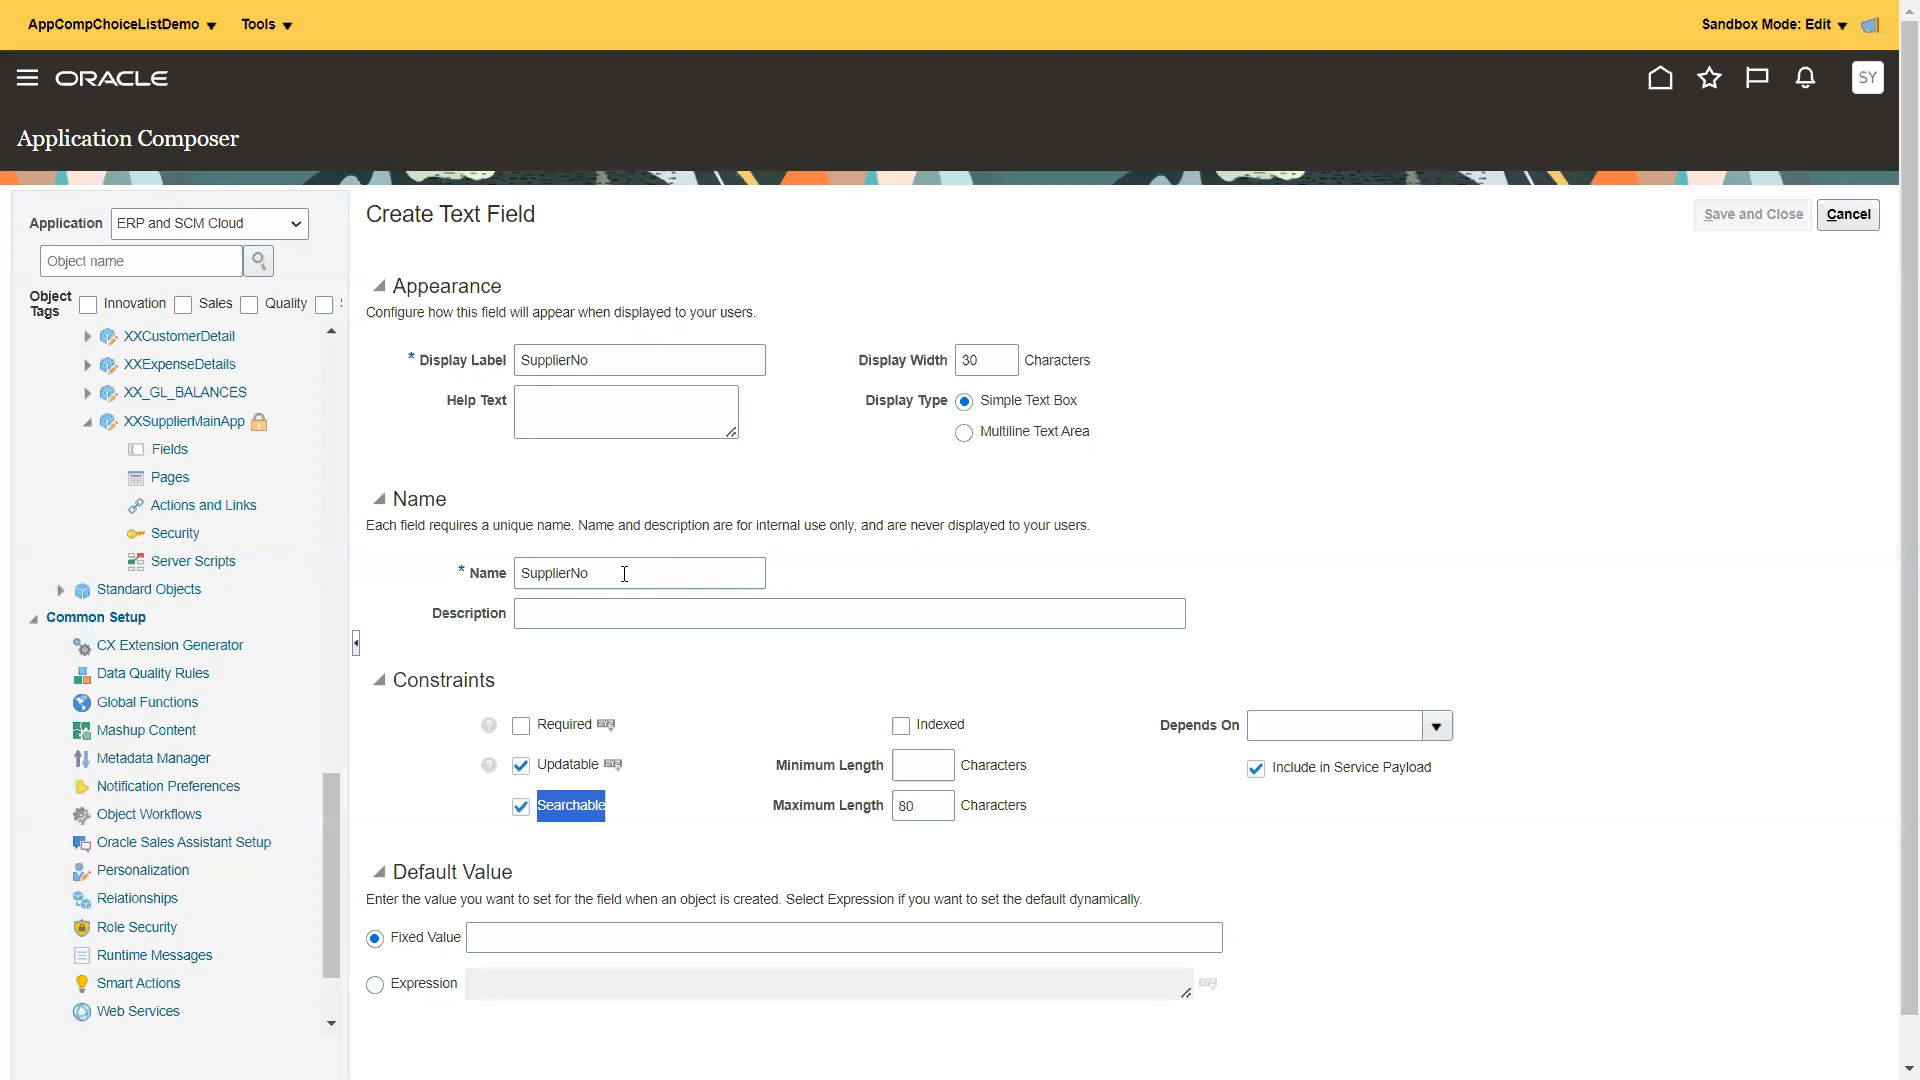 AppCompChoiceListDemo Tools Sandbox Mode: Edit
ORACLE SY
Application Composer
Application ERP and SCM Cloud
Object name
Object Tags Innovation Sales Quality
XXCustomerDetail
XXExpenseDetails
XX_GL_BALANCES
XXSupplierMainApp
Fields
Pages
Actions and Links
Security
Server Scripts
Standard Objects
Common Setup
CX Extension Generator
Data Quality Rules
Global Functions
Mashup Content
Metadata Manager
Notification Preferences
Object Workflows
Oracle Sales Assistant Setup
Personalization
Relationships
Role Security
Runtime Messages
Smart Actions
Web Services
Create Text Field Save and Close Cancel
Appearance
Configure how this field will appear when displayed to your users.
* Display Label SupplierNo Display Width 30 Characters
Help Text Display Type Simple Text Box
Multiline Text Area
Name
Each field requires a unique name. Name and description are for internal use only, and are never displayed to your users.
* Name SupplierNo
Description
Constraints
Required Indexed Depends On
Updatable Minimum Length Characters Include in Service Payload
Searchable Maximum Length 80 Characters
Default Value
Enter the value you want to set for the field when an object is created. Select Expression if you want to set the default dynamically.
Fixed Value
Expression